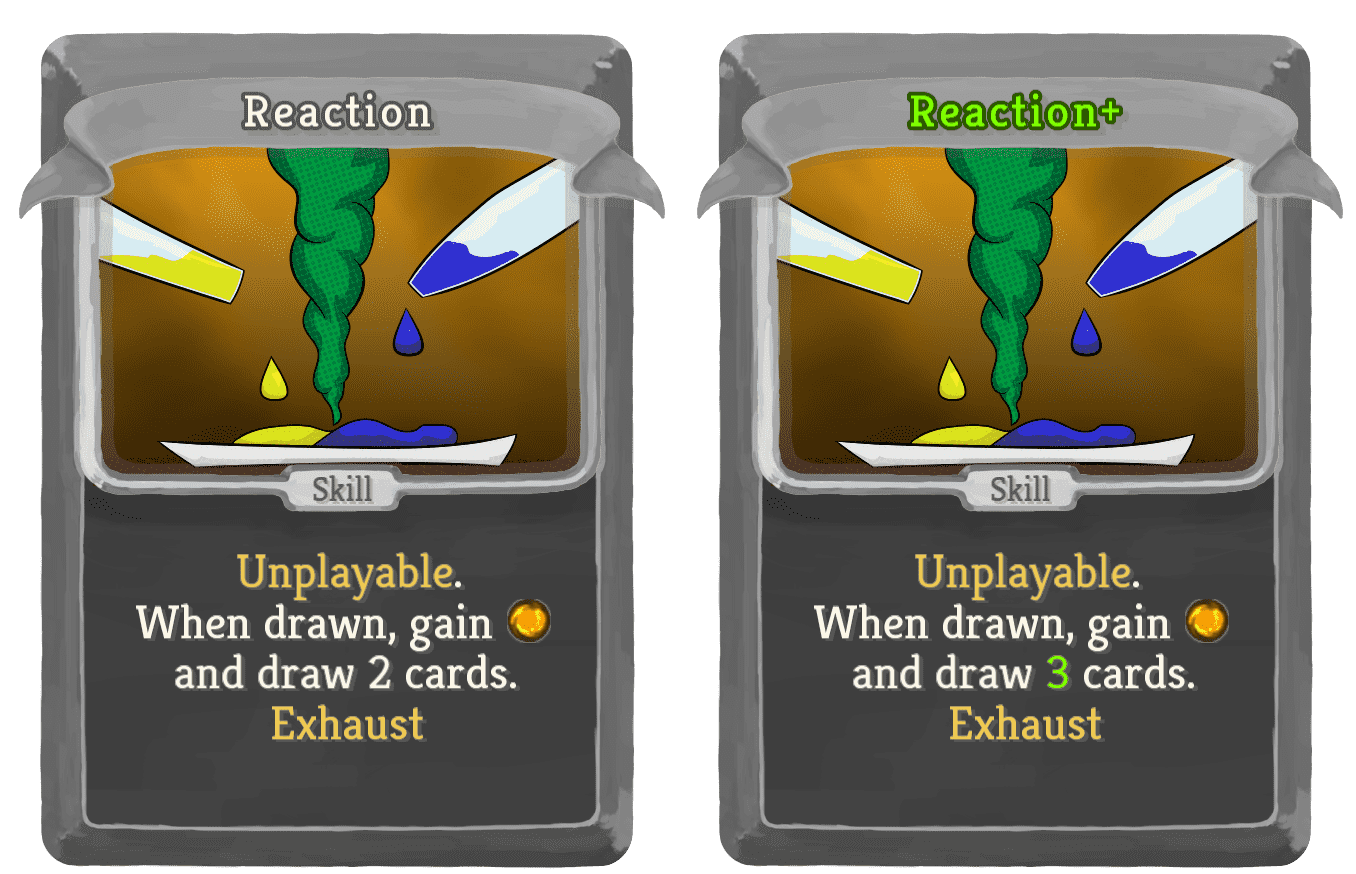 Reaction
Skill
Unplayable.
When drawn, gain
and draw 2 cards.
Exhaust
Reaction+
Skill
Unplayable.
When drawn, gain
and draw 3 cards.
Exhaust